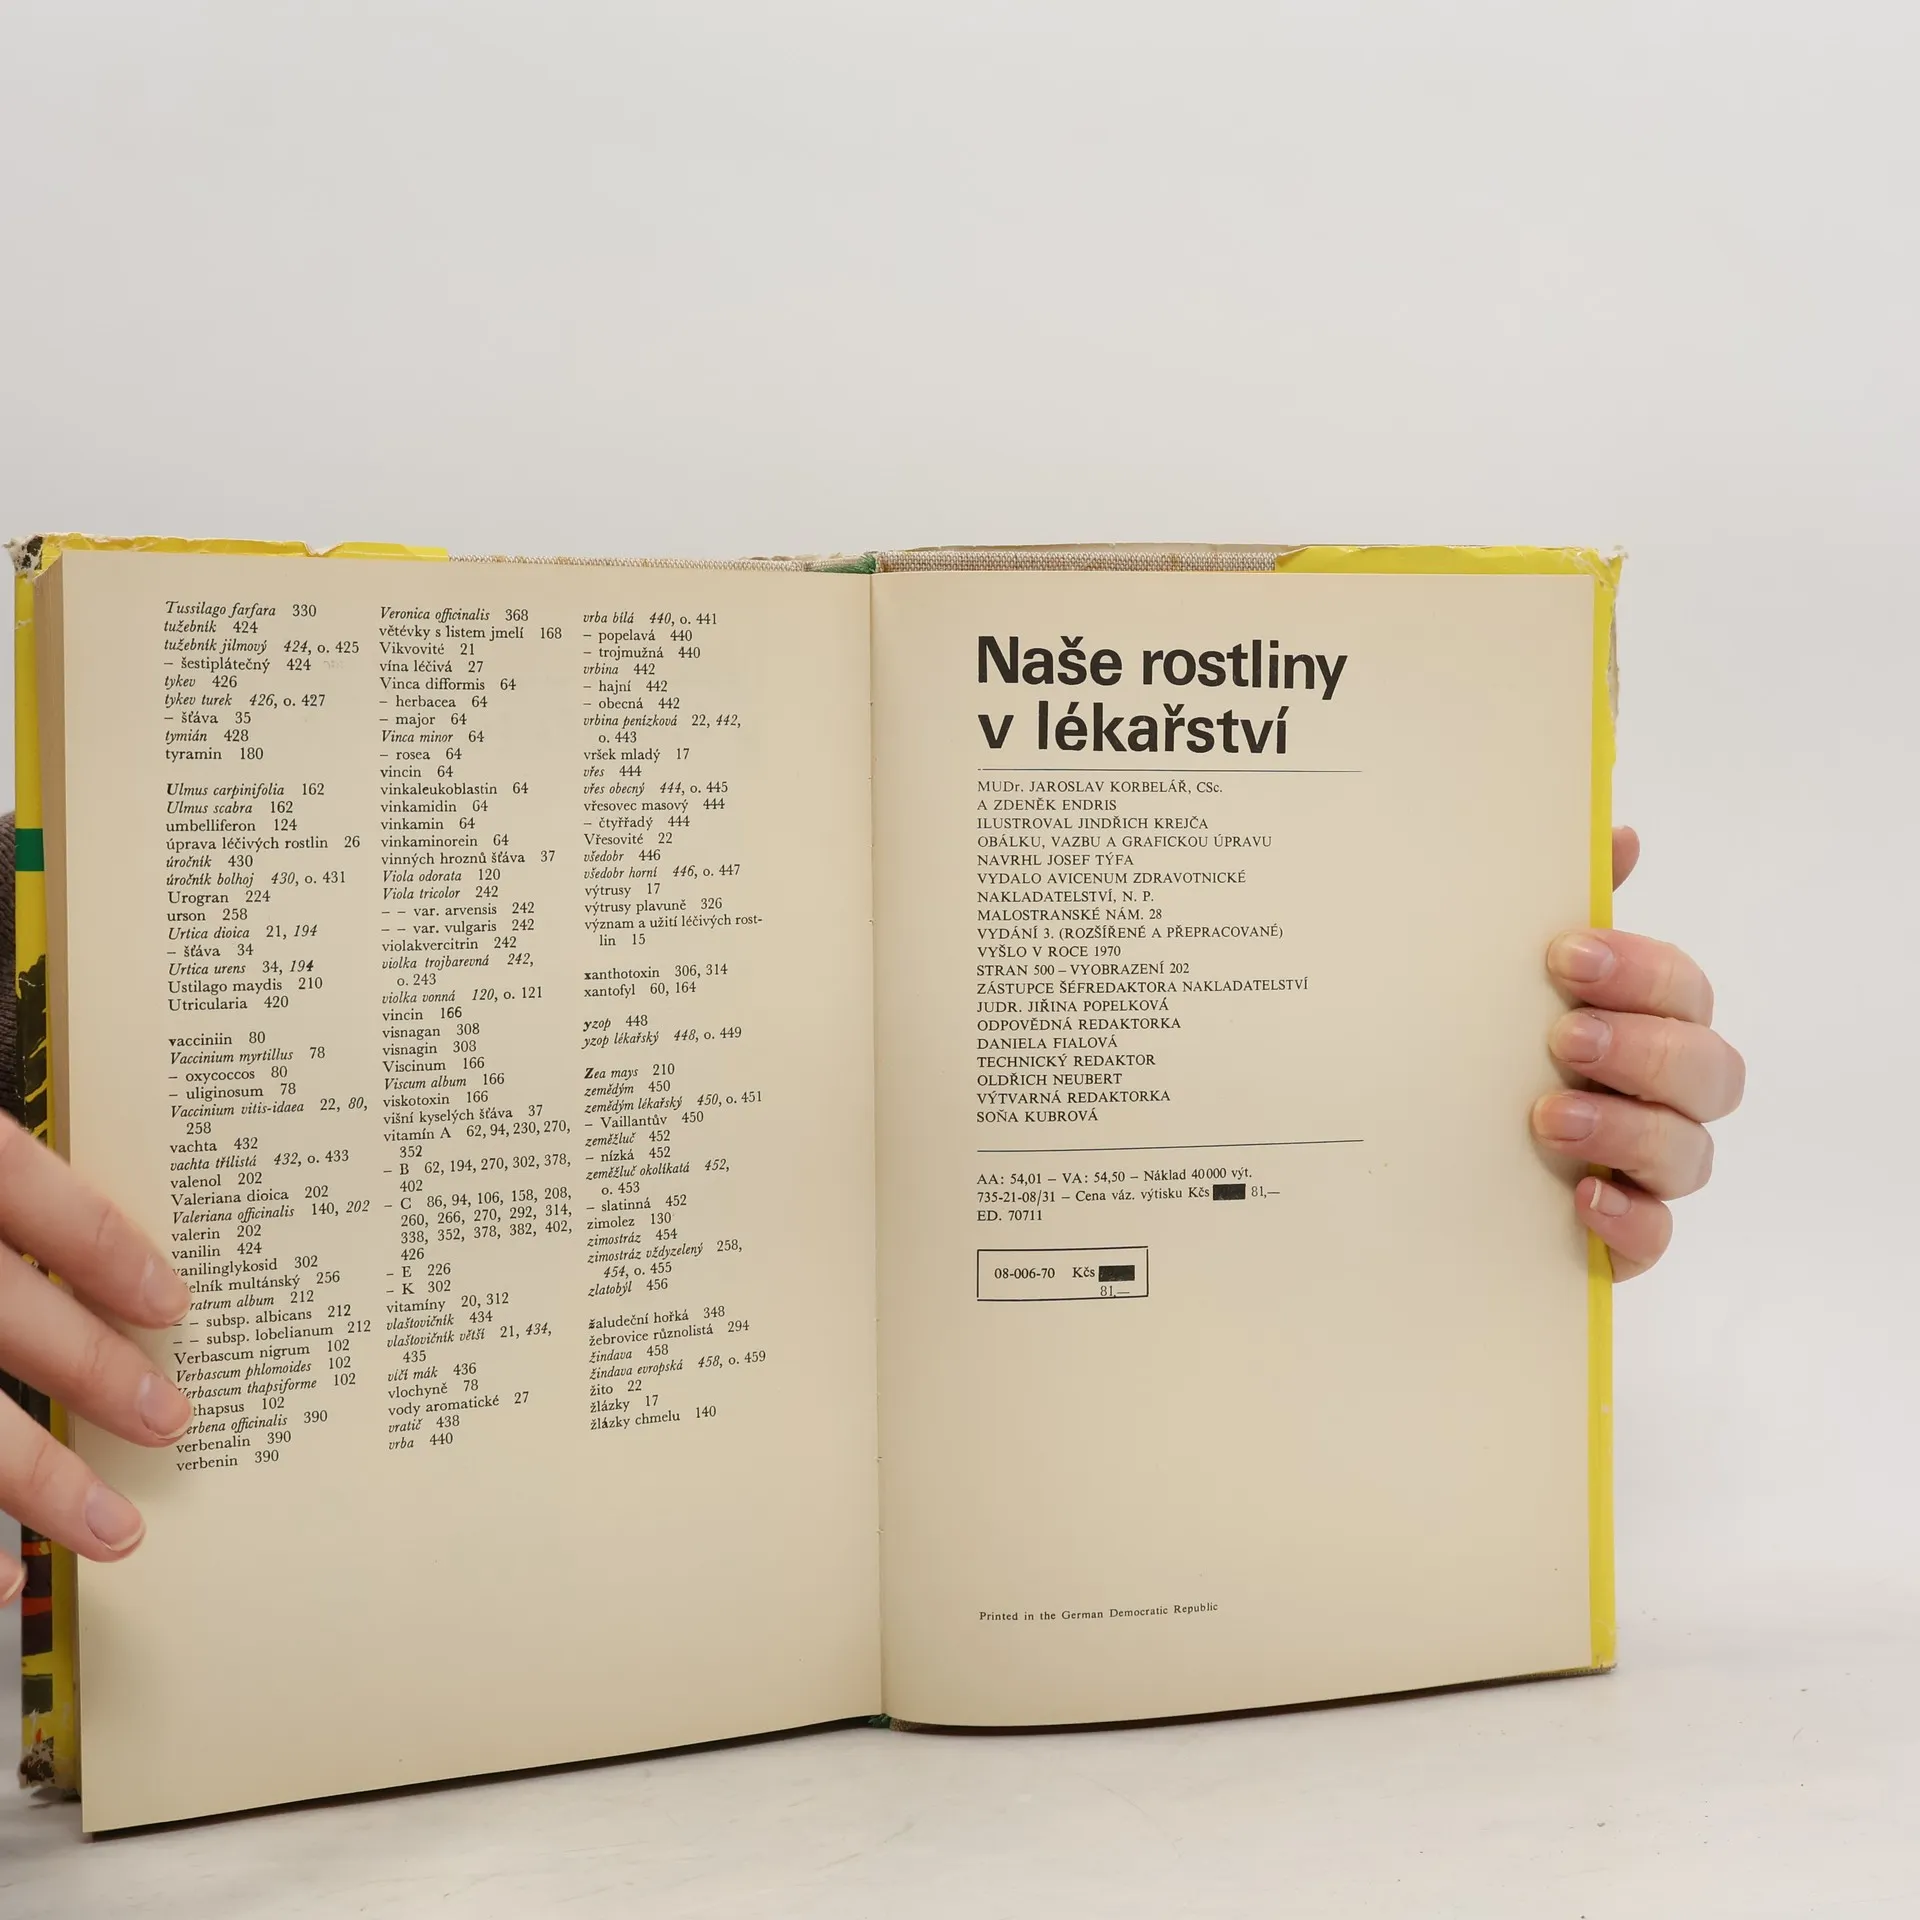 Tussilago farfara 330
tužebník 424
tužebník jilmový 424, o. 425
– šestiplátečný 424
tykev 426
tykev turek 426, o. 427
– šťáva 35
tymián 428
tyramin 180
Ulmus carpinifolia 162
Ulmus scabra 162
umbelliferon 124
úprava léčivých rostlin 26
úročník 430
úročník bolhoj 430, o. 431
Urogran 224
urson 258
Urtica dioica 21, 194
– šťáva 34
Urtica urens 34, 194
Ustilago maydis 210
Utricularia 420
vacciniin 80
Vaccinium myrtillus 78
– oxycoccos 80
– uliginosum 78
Vaccinium vitis-idaea 22, 80,
258
vachta 432
vachta třílistá 432, o. 433
valenol 202
Valeriana dioica 202
Valeriana officinalis 140, 202
valerin 202
vanilin 424
vanilinglykosid 302
multánský 256
album 212
– – subsp. albicans 212
– – subsp. lobelianum 212
Verbascum nigrum 102
Verbascum phlomoides 102
Verbascum thapsiforme 102
thapsus 102
officinalis 390
verbenalin 390
verbenin 390
Veronica officinalis 368
větévky s listem jmelí 168
Vikvovité 21
vína léčivá 27
Vinca difformis 64
– herbacea 64
– major 64
Vinca minor 64
– rosea 64
vincin 64
vinkaleukoblastin 64
vinkamidin 64
vinkamin 64
vinkaminorein 64
vinných hroznů šťáva 37
Viola odorata 120
Viola tricolor 242
– – var. arvensis 242
– – var. vulgaris 242
violakvercitrin 242
violka trojbarevná 242,
o. 243
violka vonná 120, o. 121
vincin 166
visnagan 308
visnagin 308
Viscinum 166
Viscum album 166
viskotoxin 166
višní kyselých šťáva 37
vitamín A 62, 94, 230, 270,
352
– B 62, 194, 270, 302, 378,
402
– C 86, 94, 106, 158, 208,
260, 266, 270, 292, 314,
338, 352, 378, 382, 402,
426
– E 226
– K 302
vitamíny 20, 312
vlaštovičník 434
vlaštovičník větší 21, 434,
435
vlčí mák 436
vlochyně 78
vody aromatické 27
vratič 438
vrba 440
vrba bílá 440, o. 441
– popelavá 440
– trojmužná 440
vrbina 442
– hajní 442
– obecná 442
vrbina penízková 22, 442,
o. 443
vršek mladý 17
vřes 444
vřes obecný 444, o. 445
vřesovec masový 444
– čtyřřadý 444
Vřesovité 22
všedobr 446
všedobr horní 446, o. 447
výtrusy 17
výtrusy plavuně 326
význam a užití léčivých rost-
lin 15
xanthotoxin 306, 314
xantofyl 60, 164
yzop 448
yzop lékařský 448, o. 449
Zea mays 210
zemědým 450
zemědým lékařský 450, o. 451
– Vaillantův 450
zeměžluč 452
– nízká 452
zeměžluč okolíkatá 452,
o. 453
– slatinná 452
zimolez 130
zimostráz 454
zimostráz vždyzelený 258,
454, o. 455
zlatobýl 456
žaludeční hořká 348
žebrovice různolistá 294
žindava 458
žindava evropská 458, o. 459
žito 22
žlázky 17
žlázky chmelu 140
Naše rostliny
v lékařství
MUDr. JAROSLAV KORBELÁŘ, CSc.
A ZDENĚK ENDRIS
ILUSTROVAL JINDŘICH KREJČA
OBÁLKU, VAZBU A GRAFICKOU ÚPRAVU
NAVRHL JOSEF TÝFA
VYDALO AVICENUM ZDRAVOTNICKÉ
NAKLADATELSTVÍ, N. P.
MALOSTRANSKÉ NÁM. 28
VYDÁNÍ 3. (ROZŠÍŘENÉ A PŘEPRACOVANÉ)
VYŠLO V ROCE 1970
STRAN 500 – VYOBRAZENÍ 202
ZÁSTUPCE ŠÉFREDAKTORA NAKLADATELSTVÍ
JUDR. JIŘINA POPELKOVÁ
ODPOVĚDNÁ REDAKTORKA
DANIELA FIALOVÁ
TECHNICKÝ REDAKTOR
OLDŘICH NEUBERT
VÝTVARNÁ REDAKTORKA
SOŇA KUBROVÁ
AA: 54,01 – VA: 54,50 – Náklad 40 000 výt.
735-21-08/31 – Cena váz. výtisku Kčs 81,—
ED. 70711
08-006-70 Kčs
81,—
Printed in the German Democratic Republic